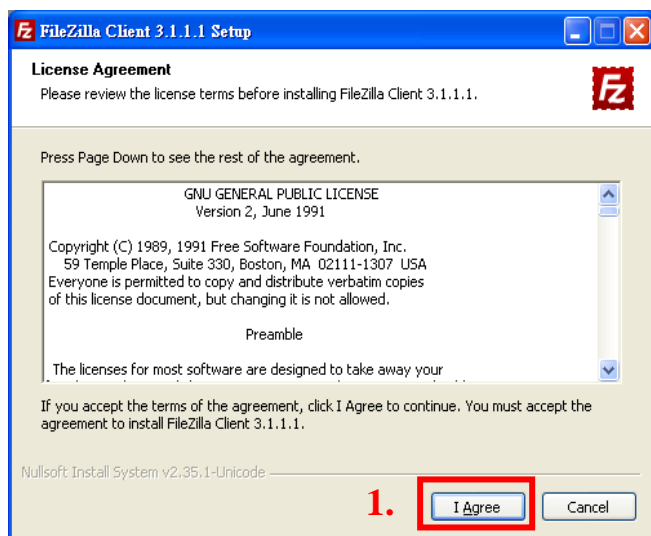 FileZilla Client 3.1.1.1 Setup
License Agreement
Please review the license terms before installing FileZilla Client 3.1.1.1.
Fz
Press Page Down to see the rest of the agreement.
GNU GENERAL PUBLIC LICENSE
Version 2, June 1991
Copyright (C) 1989, 1991 Free Software Foundation, Inc.
59 Temple Place, Suite 330, Boston, MA 02111-1307 USA
Everyone is permitted to copy and distribute verbatim copies
of this license document, but changing it is not allowed.
Preamble
The licenses for most software are designed to take away your
If you accept the terms of the agreement, click I Agree to continue. You must accept the
agreement to install FileZilla Client 3.1.1.1.
Nullsoft Install System v2.35.1-Unicode
1. I Agree Cancel